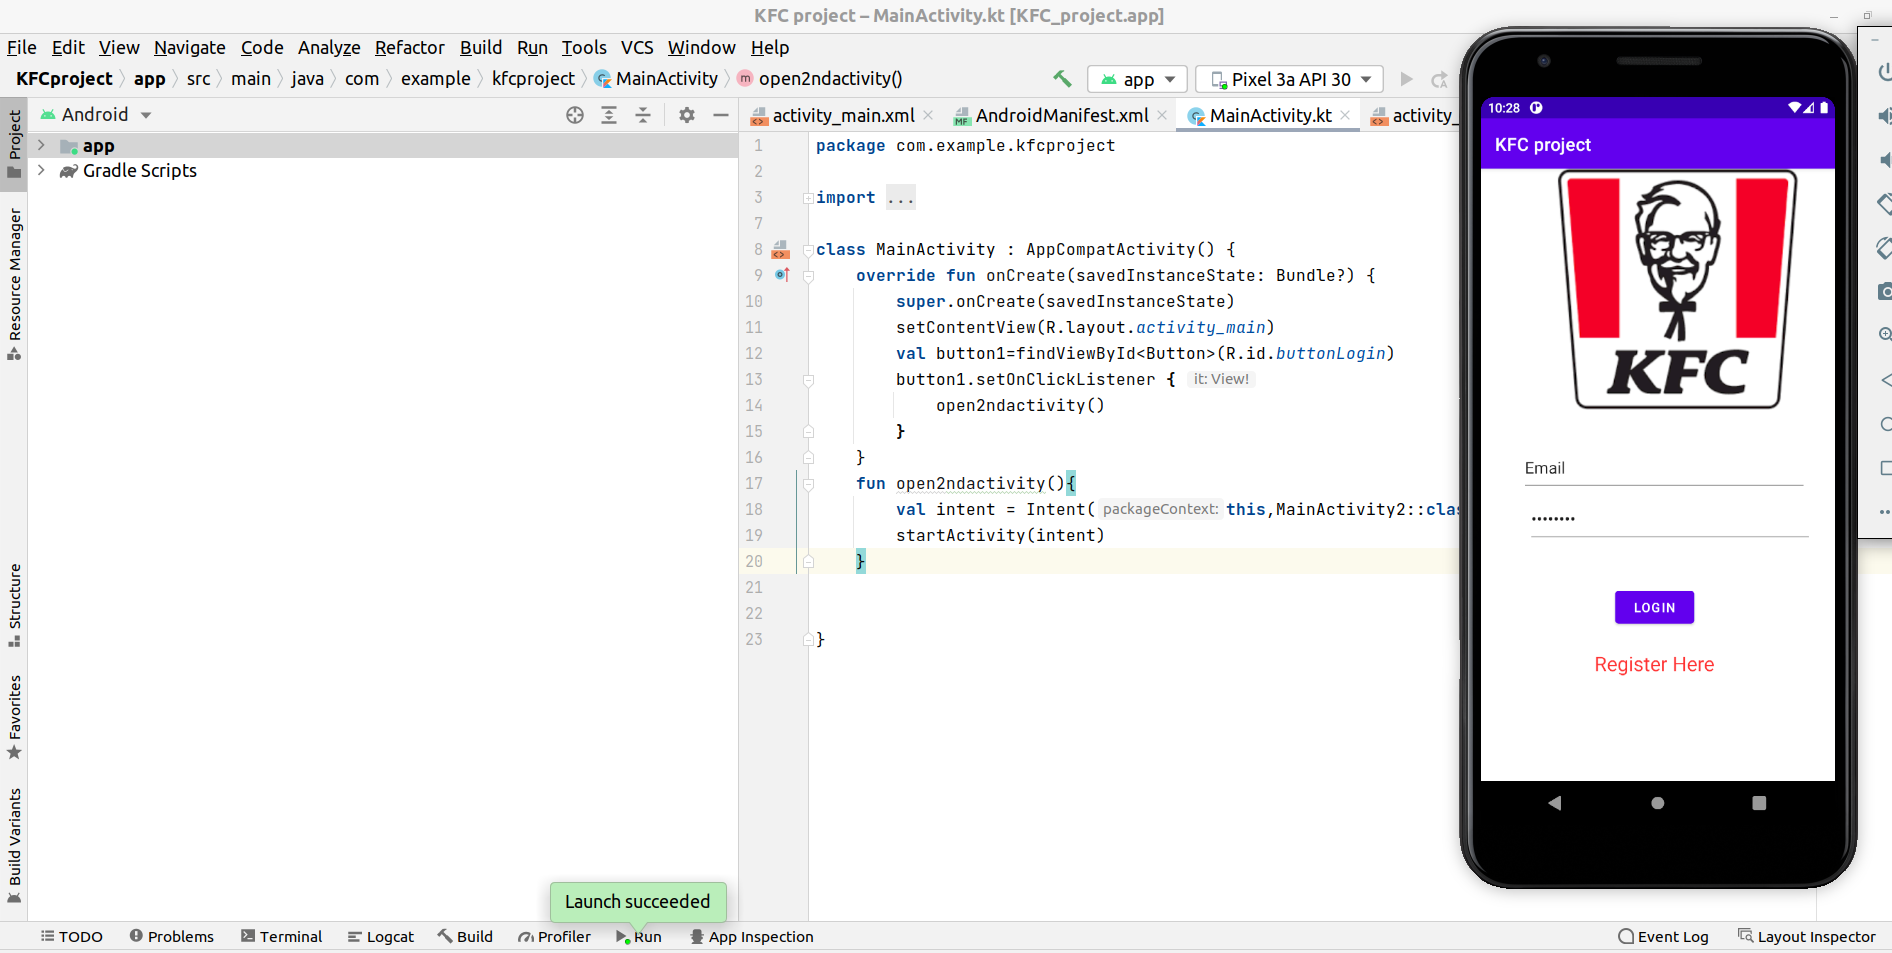 KFC project – MainActivity.kt [KFC_project.app]
File Edit View Navigate Code Analyze Refactor Build Run Tools VCS Window Help
KFCproject app src main java com example kfcproject MainActivity m open2ndactivity() app Pixel 3a API 30
Android
activity_main.xml MF AndroidManifest.xml MainActivity.kt activity_
Project
Resource Manager
Structure
Favorites
Build Variants
app
Gradle Scripts
1 package com.example.kfcproject
2
3 import ...
7
8 class MainActivity : AppCompatActivity() {
9 override fun onCreate(savedInstanceState: Bundle?) {
10 super.onCreate(savedInstanceState)
11 setContentView(R.layout.activity_main)
12 val button1=findViewById<Button>(R.id.buttonLogin)
13 button1.setOnClickListener { it: View!
14 open2ndactivity()
15 }
16 }
17 fun open2ndactivity(){
18 val intent = Intent( packageContext: this,MainActivity2::clas
19 startActivity(intent)
20 }
21
22
23 }
10:28
KFC project
KFC
Email
••••••••
LOGIN
Register Here
Launch succeeded
TODO Problems Terminal Logcat Build Profiler Run App Inspection Event Log Layout Inspector